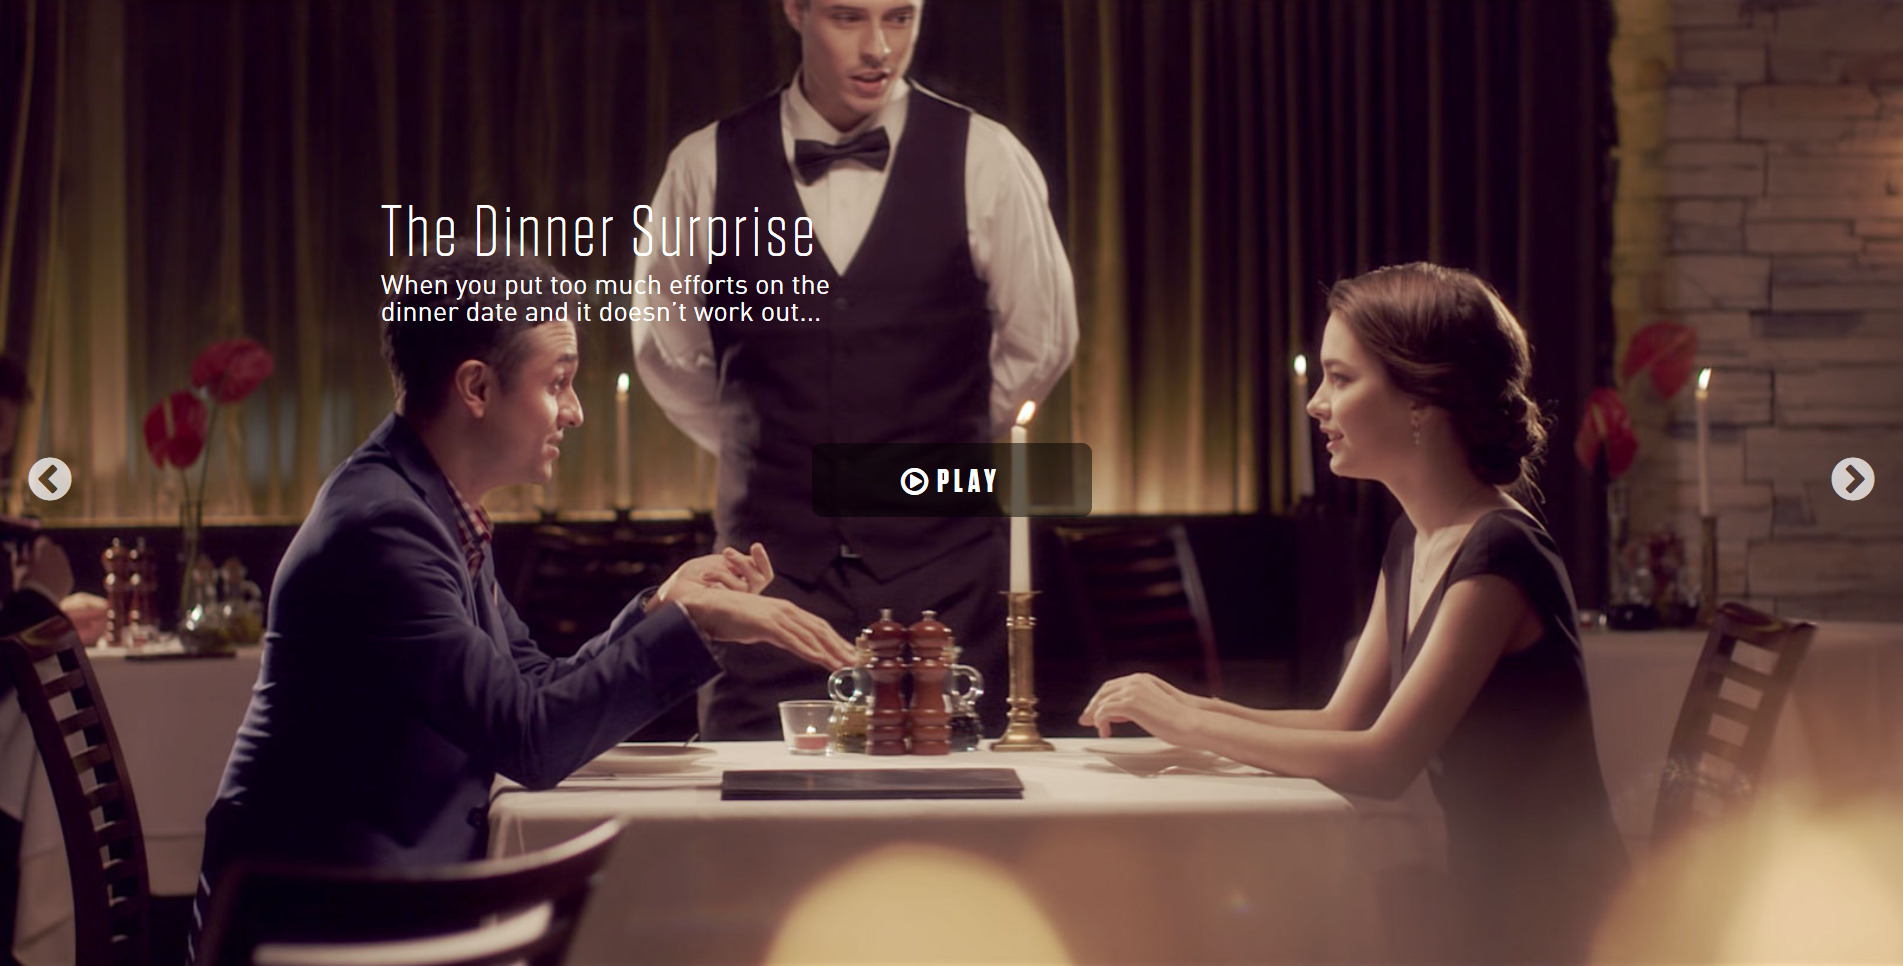 The Dinner Surprise
When you put too much efforts on the
dinner date and it doesn't work out...
PLAY